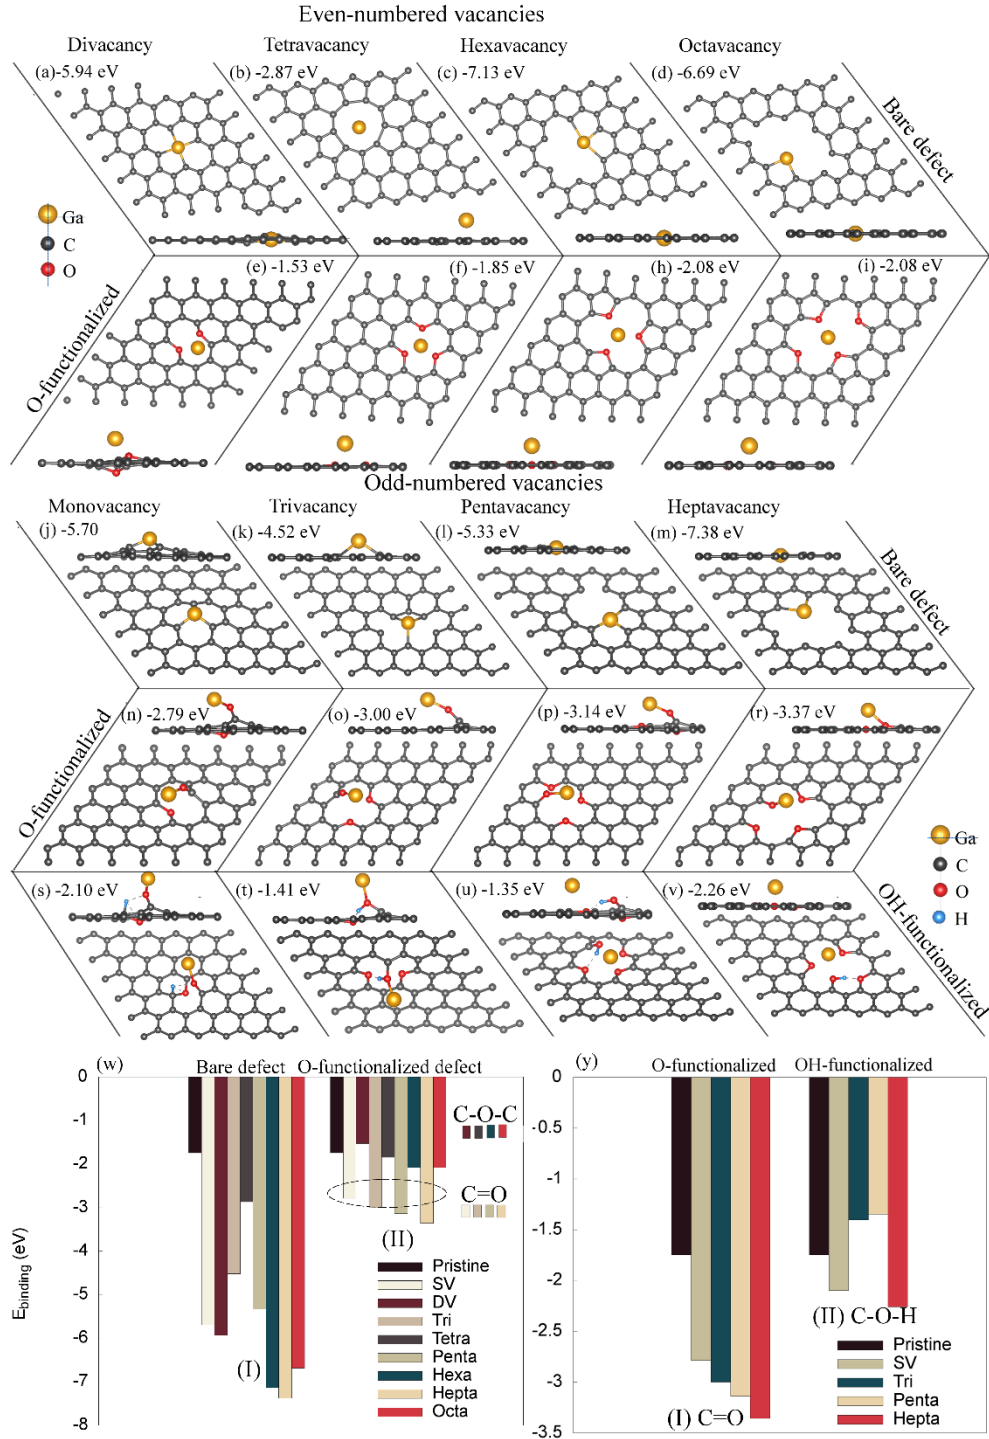 Even-numbered vacancies
Divacancy Tetravacancy Hexavacancy Octavacancy
(a)-5.94 eV (b) -2.87 eV (c) -7.13 eV (d) -6.69 eV
Bare defect
Ga
C
O
O-functionalized
(e) -1.53 eV (f) -1.85 eV (h) -2.08 eV (i) -2.08 eV
Odd-numbered vacancies
Monovacancy Trivacancy Pentavacancy Heptavacancy
(j) -5.70 (k) -4.52 eV (l) -5.33 eV (m) -7.38 eV
Bare defect
O-functionalized
(n) -2.79 eV (o) -3.00 eV (p) -3.14 eV (r) -3.37 eV
Ga
C
O
H
(s) -2.10 eV (t) -1.41 eV (u) -1.35 eV (v) -2.26 eV
OH-functionalized
(w) Bare defect O-functionalized defect
0
-1
-2
-3
-4
-5
-6
-7
-8
E binding (eV)
C-O-C
C=O
(I)
(II)
Pristine
SV
DV
Tri
Tetra
Penta
Hexa
Hepta
Octa
(y) O-functionalized OH-functionalized
0
-0.5
-1
-1.5
-2
-2.5
-3
-3.5
(I) C=O
(II) C-O-H
Pristine
SV
Tri
Penta
Hepta